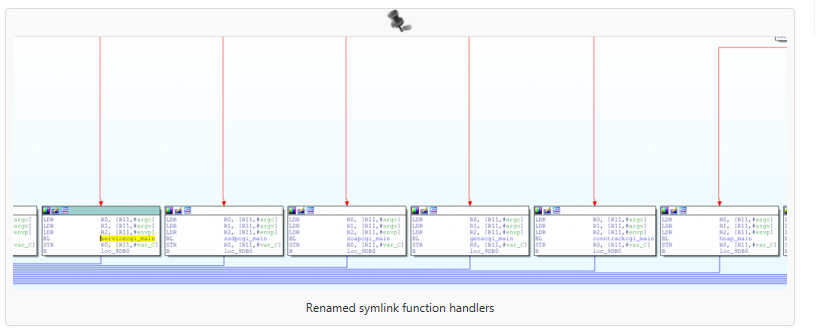 LDR R0, [R11,#argc]
LDR R1, [R11,#argv]
LDR R2, [R11,#envp]
BL servicecgi_main
STR R0, [R11,#var_C]
B loc_9DB0
LDR R0, [R11,#argc]
LDR R1, [R11,#argv]
LDR R2, [R11,#envp]
BL ssdpcgi_main
STR R0, [R11,#var_C]
B loc_9DB0
LDR R0, [R11,#argc]
LDR R1, [R11,#argv]
LDR R2, [R11,#envp]
BL soapcgi_main
STR R0, [R11,#var_C]
B loc_9DB0
LDR R0, [R11,#argc]
LDR R1, [R11,#argv]
LDR R2, [R11,#envp]
BL genacgi_main
STR R0, [R11,#var_C]
B loc_9DB0
LDR R0, [R11,#argc]
LDR R1, [R11,#argv]
LDR R2, [R11,#envp]
BL conntrackcgi_main
STR R0, [R11,#var_C]
B loc_9DB0
LDR R0, [R11,#argc]
LDR R1, [R11,#argv]
LDR R2, [R11,#envp]
BL hnap_main
STR R0, [R11,#var_C]
B loc_9DB0
Renamed symlink function handlers